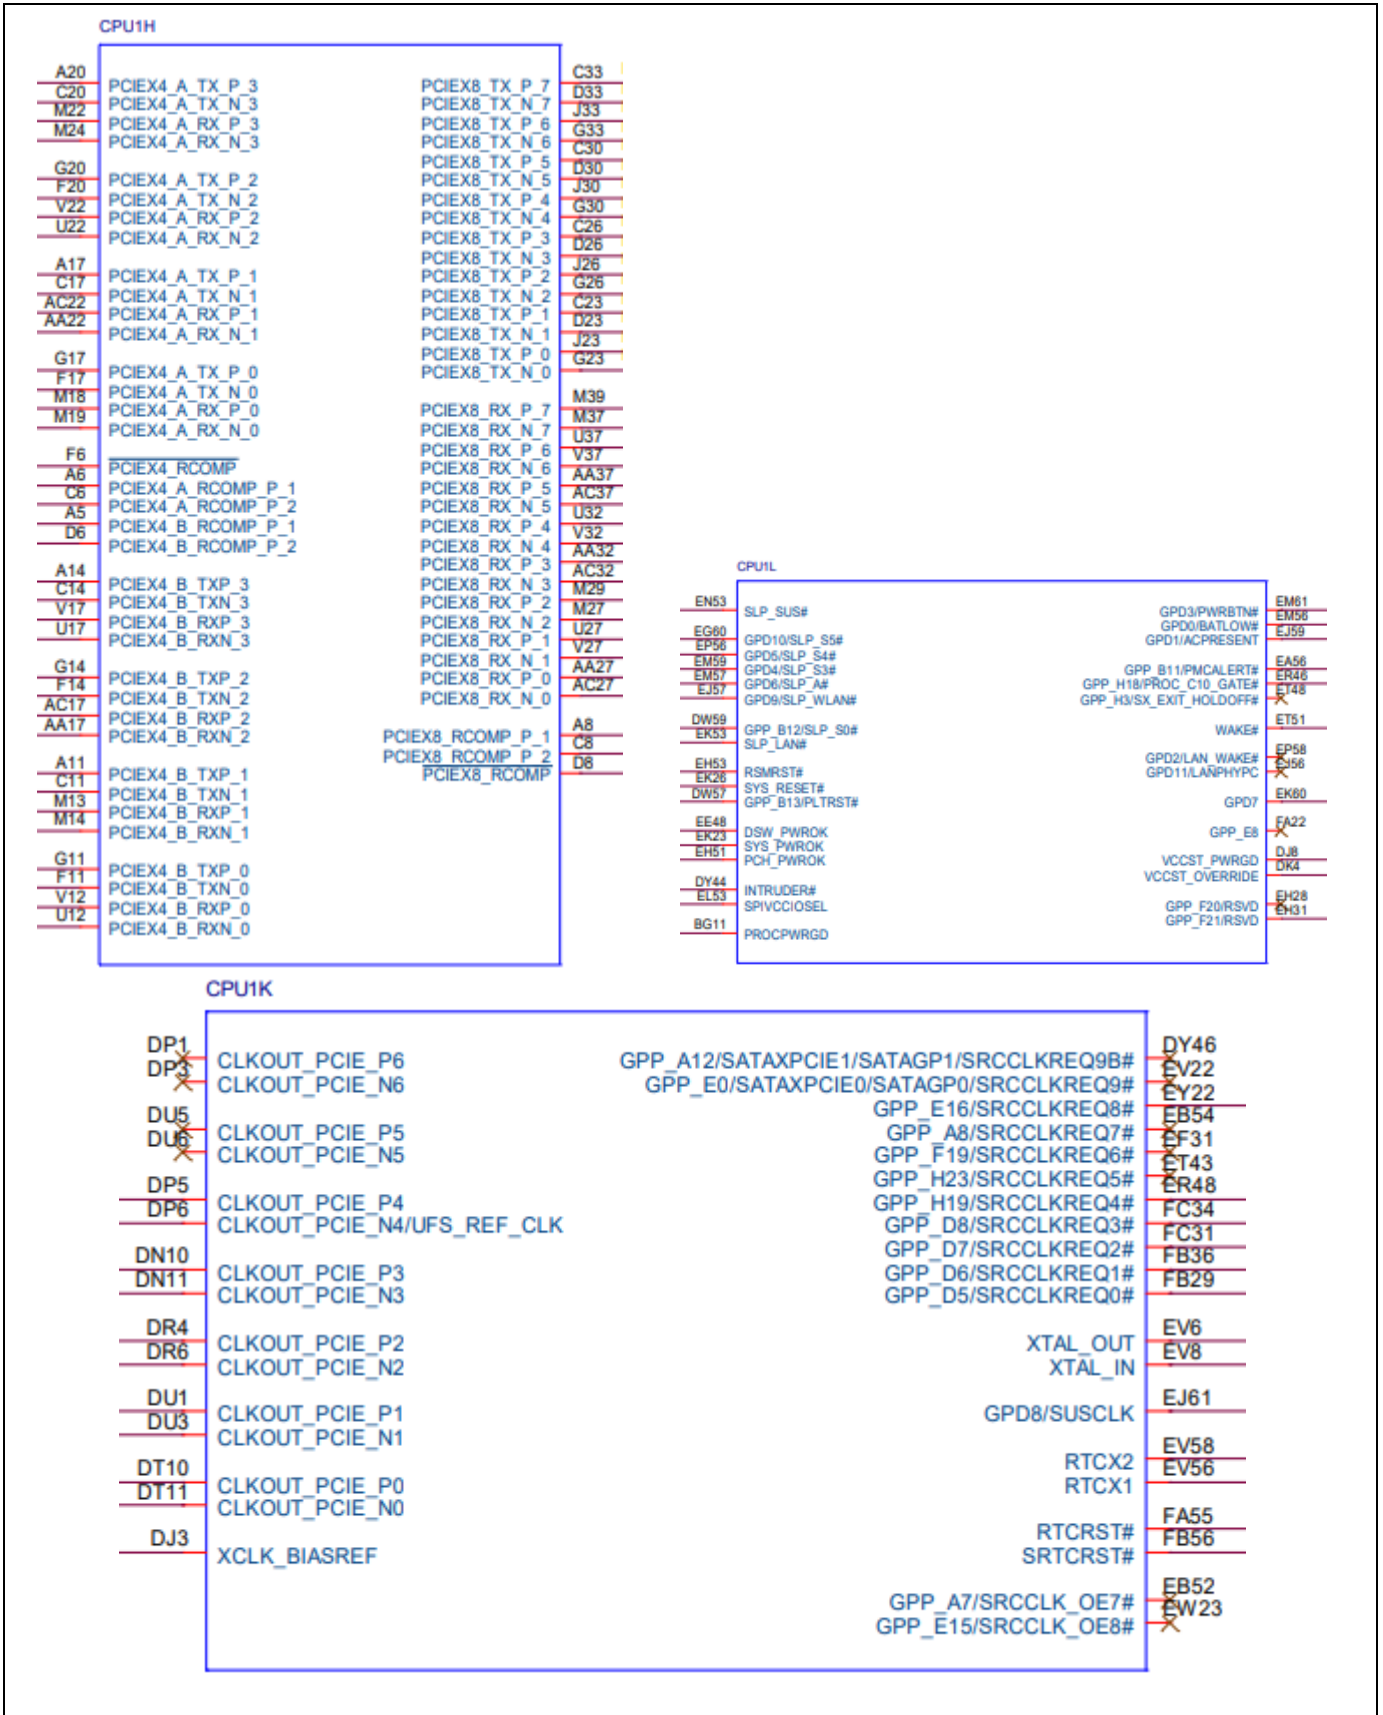 CPU1H
A20 PCIEX4_A_TX_P_3 PCIEX8_TX_P_7 C33
C20 PCIEX4_A_TX_N_3 PCIEX8_TX_N_7 D33
M22 PCIEX4_A_RX_P_3 PCIEX8_TX_P_6 J33
M24 PCIEX4_A_RX_N_3 PCIEX8_TX_N_6 G33
PCIEX8_TX_P_5 C30
G20 PCIEX4_A_TX_P_2 PCIEX8_TX_N_5 D30
F20 PCIEX4_A_TX_N_2 PCIEX8_TX_P_4 J30
V22 PCIEX4_A_RX_P_2 PCIEX8_TX_N_4 G30
U22 PCIEX4_A_RX_N_2 PCIEX8_TX_P_3 C26
PCIEX8_TX_N_3 D26
A17 PCIEX4_A_TX_P_1 PCIEX8_TX_P_2 J26
C17 PCIEX4_A_TX_N_1 PCIEX8_TX_N_2 G26
AC22 PCIEX4_A_RX_P_1 PCIEX8_TX_P_1 C23
AA22 PCIEX4_A_RX_N_1 PCIEX8_TX_N_1 D23
PCIEX8_TX_P_0 J23
G17 PCIEX4_A_TX_P_0 PCIEX8_TX_N_0 G23
F17 PCIEX4_A_TX_N_0
M18 PCIEX4_A_RX_P_0 PCIEX8_RX_P_7 M39
M19 PCIEX4_A_RX_N_0 PCIEX8_RX_N_7 M37
PCIEX8_RX_P_6 U37
F6 PCIEX4_RCOMP PCIEX8_RX_N_6 V37
A6 PCIEX4_A_RCOMP_P_1 PCIEX8_RX_P_5 AA37
C6 PCIEX4_A_RCOMP_P_2 PCIEX8_RX_N_5 AC37
A5 PCIEX4_B_RCOMP_P_1 PCIEX8_RX_P_4 U32
D6 PCIEX4_B_RCOMP_P_2 PCIEX8_RX_N_4 V32
PCIEX8_RX_P_3 AA32
A14 PCIEX4_B_TXP_3 PCIEX8_RX_N_3 AC32
C14 PCIEX4_B_TXN_3 PCIEX8_RX_P_2 M29
V17 PCIEX4_B_RXP_3 PCIEX8_RX_N_2 M27
U17 PCIEX4_B_RXN_3 PCIEX8_RX_P_1 U27
PCIEX8_RX_N_1 V27
G14 PCIEX4_B_TXP_2 PCIEX8_RX_P_0 AA27
F14 PCIEX4_B_TXN_2 PCIEX8_RX_N_0 AC27
AC17 PCIEX4_B_RXP_2
AA17 PCIEX4_B_RXN_2 PCIEX8_RCOMP_P_1 A8
PCIEX8_RCOMP_P_2 C8
A11 PCIEX4_B_TXP_1 PCIEX8_RCOMP D8
C11 PCIEX4_B_TXN_1
M13 PCIEX4_B_RXP_1
M14 PCIEX4_B_RXN_1
G11 PCIEX4_B_TXP_0
F11 PCIEX4_B_TXN_0
V12 PCIEX4_B_RXP_0
U12 PCIEX4_B_RXN_0
CPU1L
EN53 SLP_SUS# GPD3/PWRBTN# EM61
GPD0/BATLOW# EM56
EG60 GPD10/SLP_S5# GPD1/ACPRESENT EJ59
EP56 GPD5/SLP_S4#
EM59 GPD4/SLP_S3# GPP_B11/PMCALERT# EA56
EM57 GPD6/SLP_A# GPP_H18/PROC_C10_GATE# ER46
EJ57 GPD9/SLP_WLAN# GPP_H3/SX_EXIT_HOLDOFF# ET48
DW59 GPP_B12/SLP_S0# WAKE# ET51
EK53 SLP_LAN#
GPD2/LAN_WAKE# EP58
EH53 RSMRST# GPD11/LANPHYPC EJ56
EK26 SYS_RESET#
DW57 GPP_B13/PLTRST# GPD7 EK60
EE48 DSW_PWROK GPP_E8 FA22
EK23 SYS_PWROK
EH51 PCH_PWROK VCCST_PWRGD DJ8
VCCST_OVERRIDE DK4
DY44 INTRUDER#
EL53 SPIVCCIOSEL GPP_F20/RSVD EH28
GPP_F21/RSVD EH31
BG11 PROCPWRGD
CPU1K
DP1 CLKOUT_PCIE_P6 GPP_A12/SATAXPCIE1/SATAGP1/SRCCLKREQ9B# DY46
DP3 CLKOUT_PCIE_N6 GPP_E0/SATAXPCIE0/SATAGP0/SRCCLKREQ9# EV22
GPP_E16/SRCCLKREQ8# EY22
DU5 CLKOUT_PCIE_P5 GPP_A8/SRCCLKREQ7# EB54
DU6 CLKOUT_PCIE_N5 GPP_F19/SRCCLKREQ6# EF31
GPP_H23/SRCCLKREQ5# ET43
DP5 CLKOUT_PCIE_P4 GPP_H19/SRCCLKREQ4# ER48
DP6 CLKOUT_PCIE_N4/UFS_REF_CLK GPP_D8/SRCCLKREQ3# FC34
GPP_D7/SRCCLKREQ2# FC31
DN10 CLKOUT_PCIE_P3 GPP_D6/SRCCLKREQ1# FB36
DN11 CLKOUT_PCIE_N3 GPP_D5/SRCCLKREQ0# FB29
DR4 CLKOUT_PCIE_P2 XTAL_OUT EV6
DR6 CLKOUT_PCIE_N2 XTAL_IN EV8
DU1 CLKOUT_PCIE_P1 GPD8/SUSCLK EJ61
DU3 CLKOUT_PCIE_N1
RTCX2 EV58
DT10 CLKOUT_PCIE_P0 RTCX1 EV56
DT11 CLKOUT_PCIE_N0
RTCRST# FA55
DJ3 XCLK_BIASREF SRTCRST# FB56
GPP_A7/SRCCLK_OE7# EB52
GPP_E15/SRCCLK_OE8# EW23